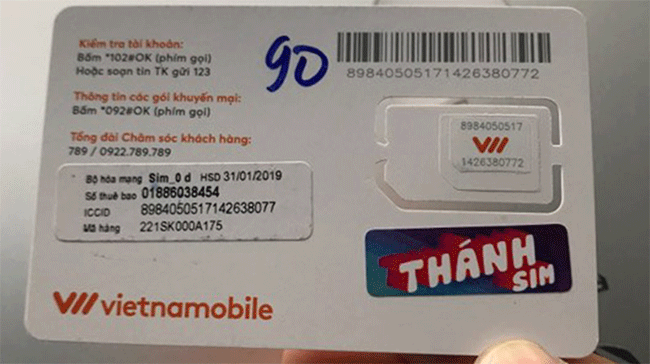 Kiểm tra tài khoản:
Bấm *102#OK (phím gọi)
Hoặc soạn tin TK gửi 123
Thông tin các gói khuyến mại:
Bấm *092#OK (phím gọi)
Tổng đài Chăm sóc khách hàng:
789 / 0922.789.789
90
89840505171426380772
8984050517
1426380772
Bộ hòa mạng Sim_0 d HSD 31/01/2019
Số thuê bao 01886038454
ICCID 8984050517142638077
Mã hàng 221SK000A175
THÁNH
SIM
vietnamobile